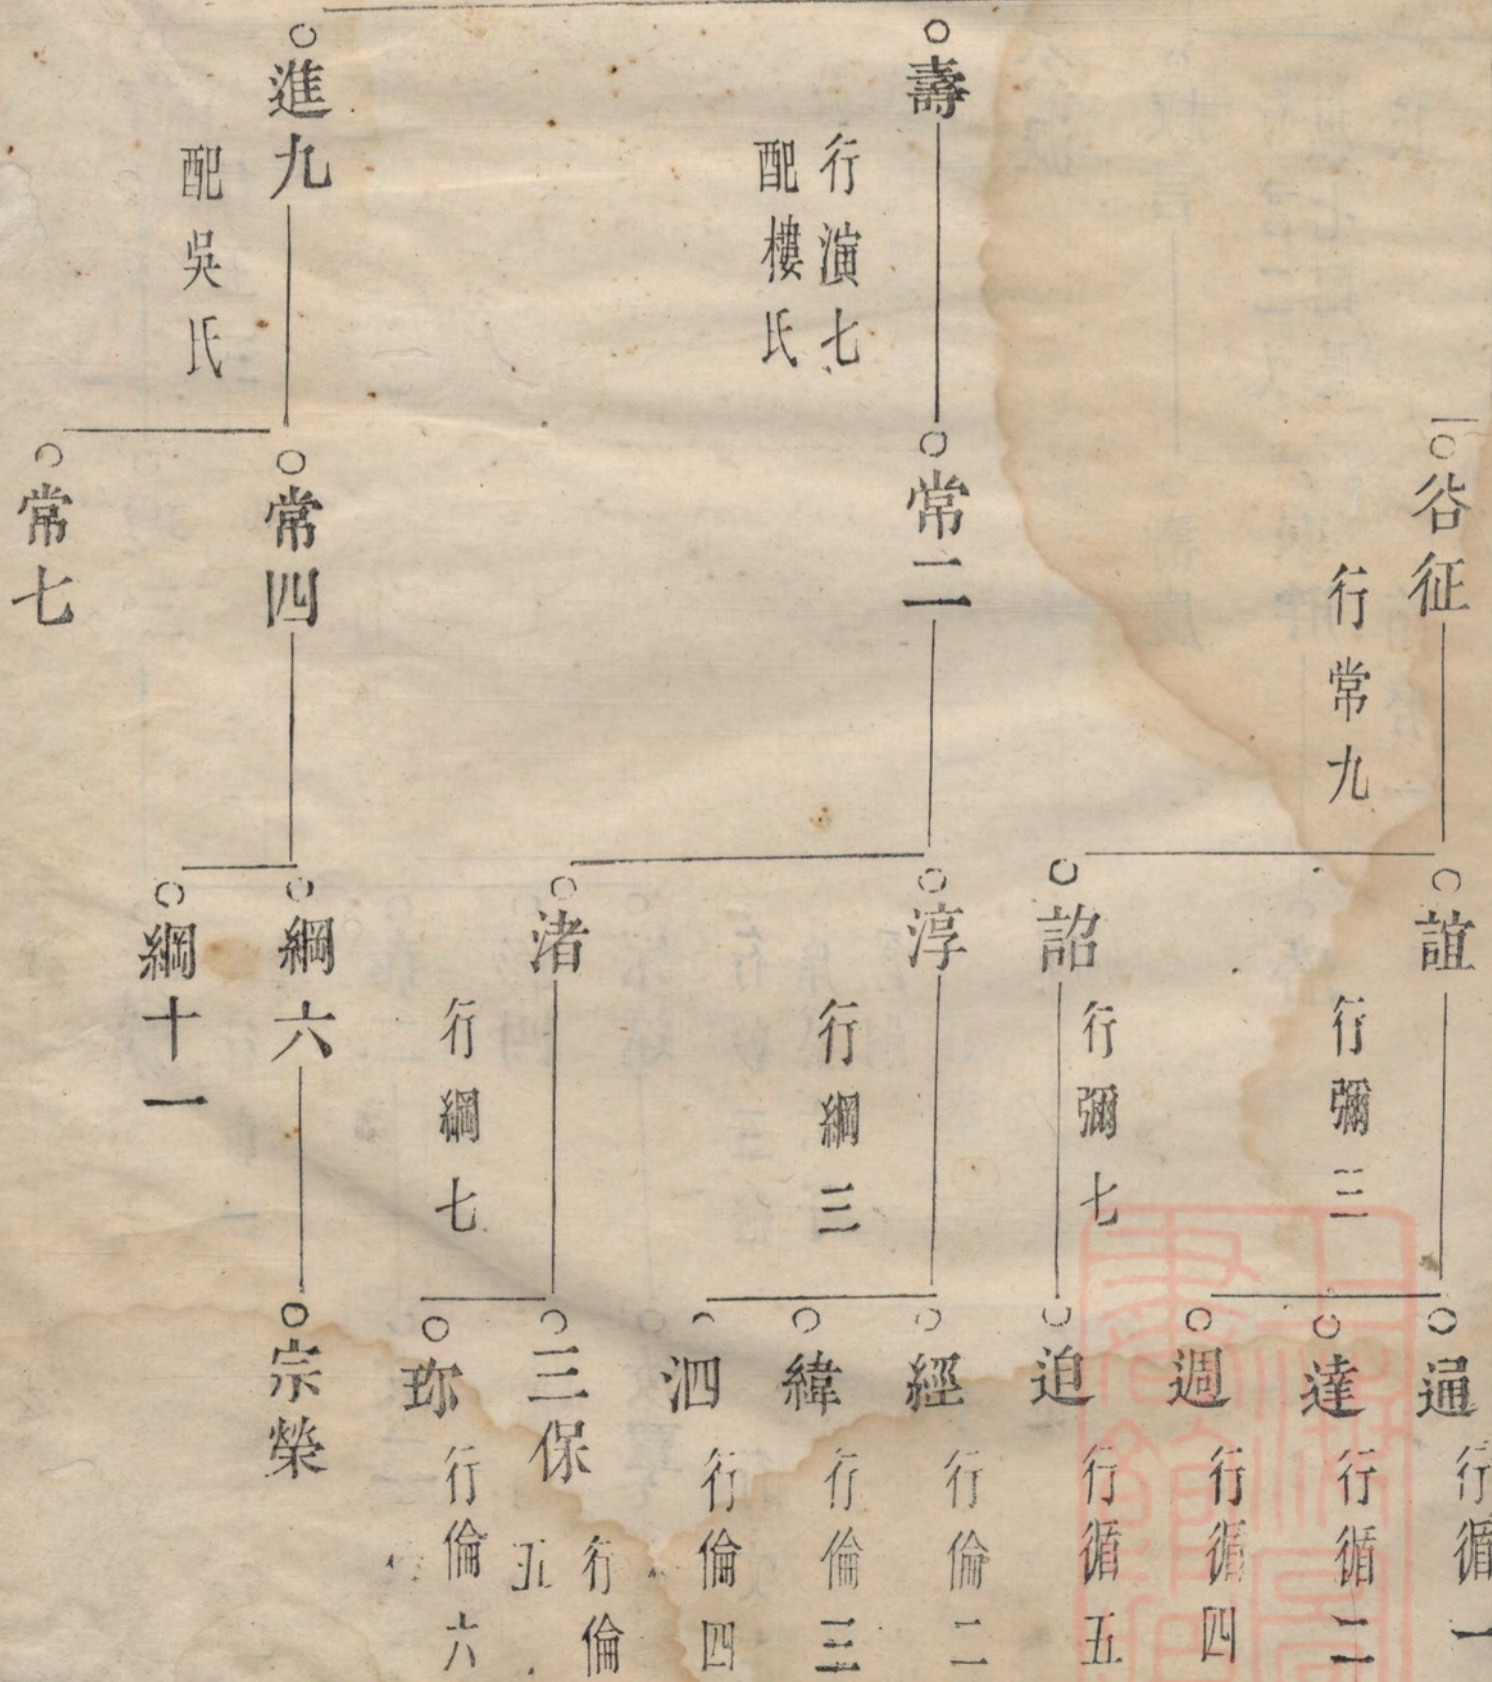 壽
行演七
配樓氏
進九
配吳氏
谷征
行常九
常二
常四
常七
誼
行彌三
詔
行彌七
淳
行綱三
渚
行綱七
綱六
綱十一
通
行循一
達
行循二
週
行循四
迫
行循五
經
行倫二
緯
行倫三
泗
行倫四
三保
行倫
五
珎
行倫六
宗榮